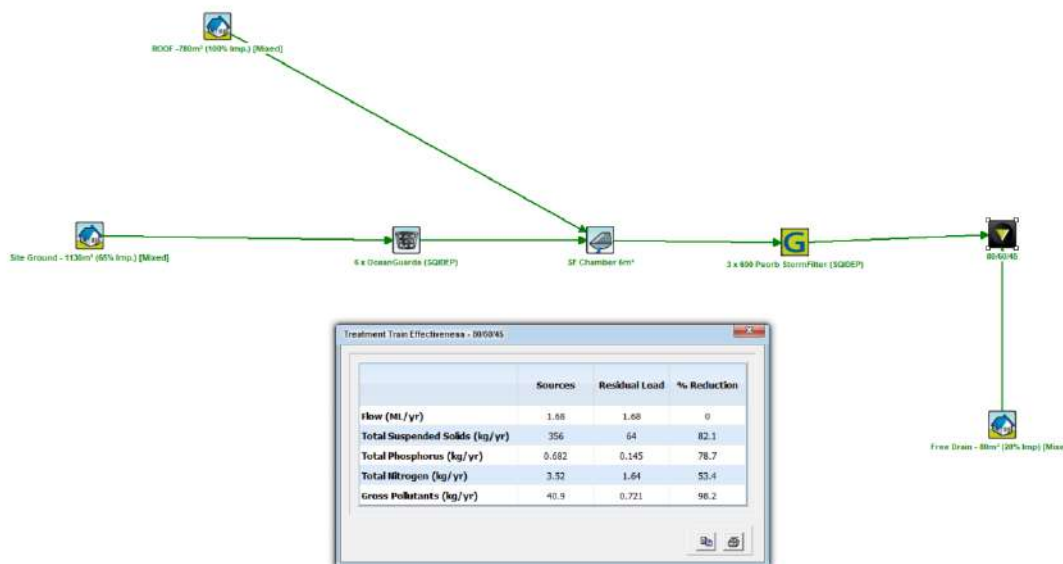 ROOF -780m² (100% Imp.) [Mixed]
Site Ground - 1130m² (65% Imp.) [Mixed]
6 x OceanGuards (SQIDEP)
SF Chamber 6m²
3 x 690 Psorb StormFilter (SQIDEP)
80/60/45
Free Drain - 80m² (20% Imp) [Mixe
Treatment Train Effectiveness - 80/60/45
Sources Residual Load % Reduction
Flow (ML/yr) 1.68 1.68 0
Total Suspended Solids (kg/yr) 356 64 82.1
Total Phosphorus (kg/yr) 0.682 0.145 78.7
Total Nitrogen (kg/yr) 3.52 1.64 53.4
Gross Pollutants (kg/yr) 40.9 0.721 98.2
G